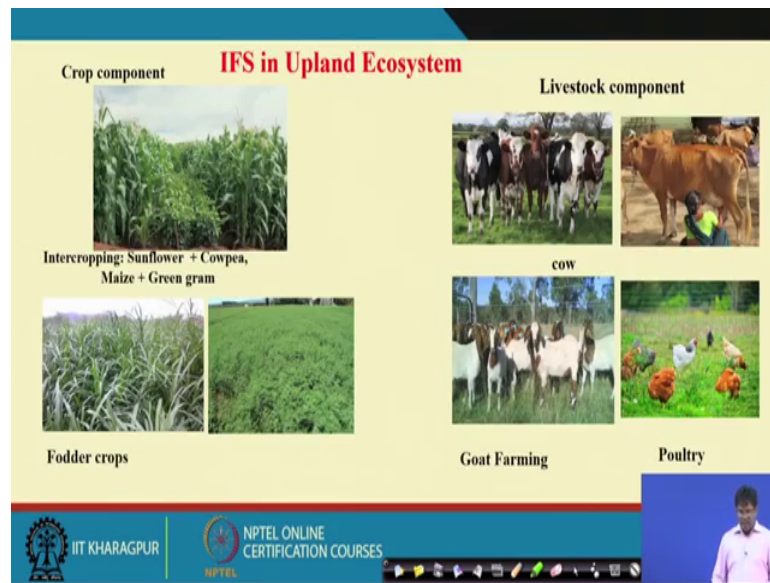 IFS in Upland Ecosystem
Crop component
Intercropping: Sunflower + Cowpea,
Maize + Green gram
Fodder crops
Livestock component
cow
Goat Farming
Poultry
IIT KHARAGPUR
NPTEL
NPTEL ONLINE
CERTIFICATION COURSES